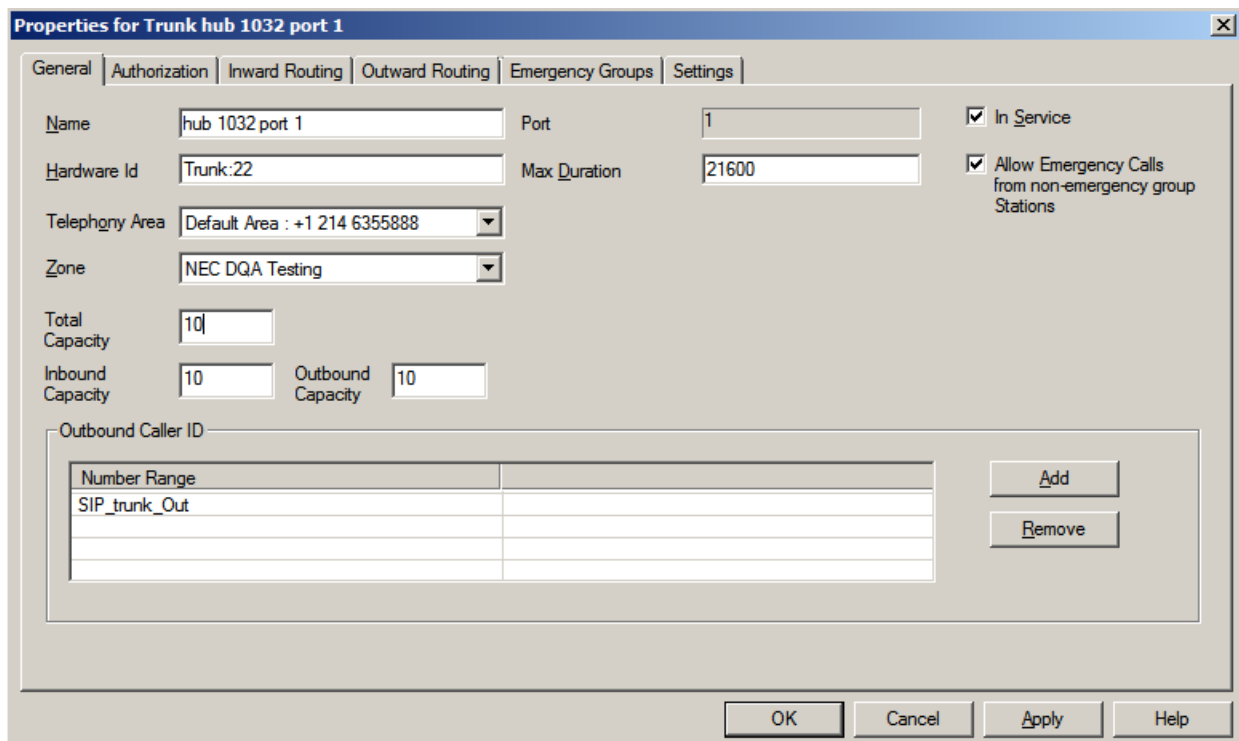 Properties for Trunk hub 1032 port 1
General Authorization Inward Routing Outward Routing Emergency Groups Settings
Name hub 1032 port 1 Port 1 In Service
Hardware Id Trunk:22 Max Duration 21600 Allow Emergency Calls
from non-emergency group
Stations
Telephony Area Default Area : +1 214 6355888
Zone NEC DQA Testing
Total
Capacity
10
Inbound
Capacity
10
Outbound
Capacity
10
Outbound Caller ID
Number Range
SIP_trunk_Out
Add
Remove
OK Cancel Apply Help